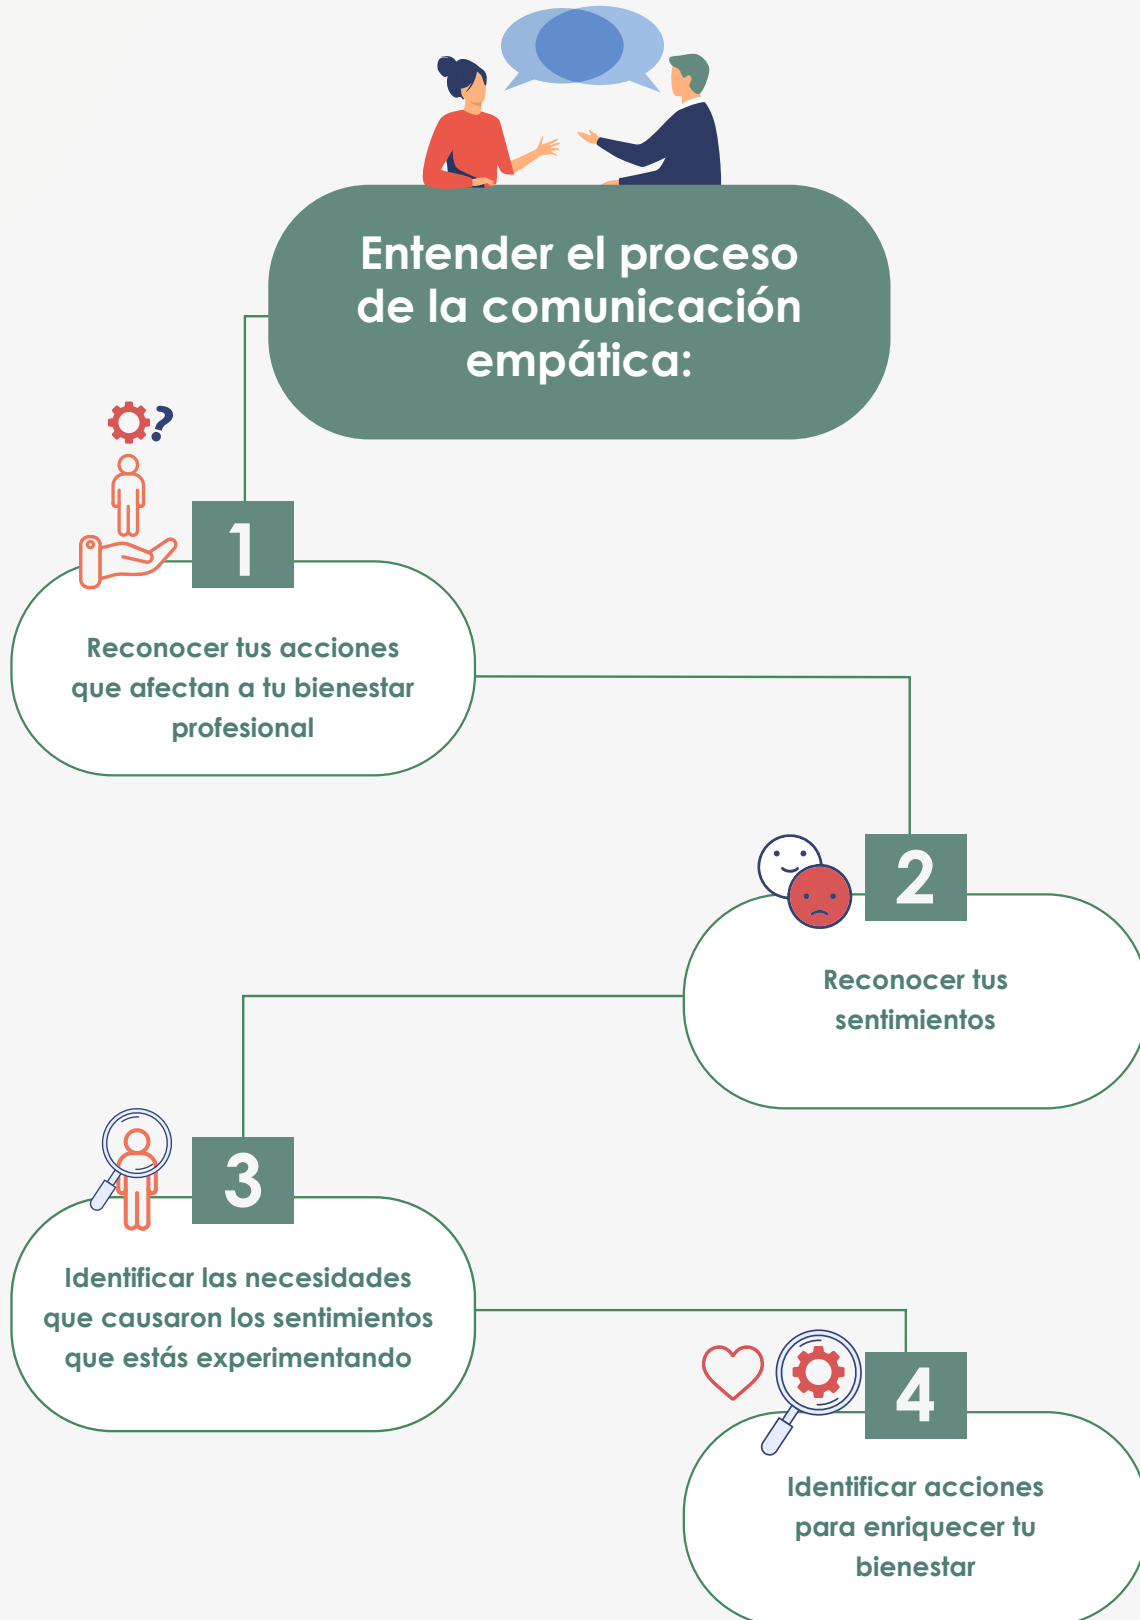 Entender el proceso
de la comunicación
empática:
?
1
Reconocer tus acciones
que afectan a tu bienestar
profesional
2
Reconocer tus
sentimientos
3
Identificar las necesidades
que causaron los sentimientos
que estás experimentando
4
Identificar acciones
para enriquecer tu
bienestar